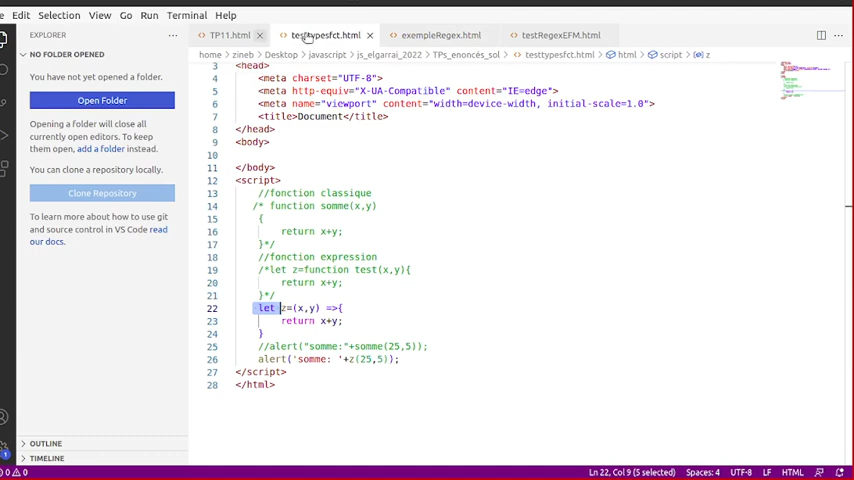 Edit Selection View Go Run Terminal Help
EXPLORER
NO FOLDER OPENED
You have not yet opened a folder.
Open Folder
Opening a folder will close all
currently open editors. To keep
them open, add a folder instead.
You can clone a repository locally.
Clone Repository
To learn more about how to use git
and source control in VS Code read
our docs.
OUTLINE
TIMELINE
TP11.html testtypesfct.html exempleRegex.html testRegexEFM.html
home > zineb > Desktop > javascript > js_elgarrai_2022 > TPs_enoncés_sol > testtypesfct.html > html > script > z
3 <head>
4 <meta charset="UTF-8">
5 <meta http-equiv="X-UA-Compatible" content="IE=edge">
6 <meta name="viewport" content="width=device-width, initial-scale=1.0">
7 <title>Document</title>
8 </head>
9 <body>
10
11 </body>
12 <script>
13 //fonction classique
14 /* function somme(x,y)
15 {
16 return x+y;
17 }*/
18 //fonction expression
19 /*let z=function test(x,y){
20 return x+y;
21 }*/
22 let z=(x,y) =>{
23 return x+y;
24 }
25 //alert("somme:"+somme(25,5));
26 alert('somme: '+z(25,5));
27 </script>
28 </html>
0 0 Ln 22, Col 9 (5 selected) Spaces: 4 UTF-8 LF HTML